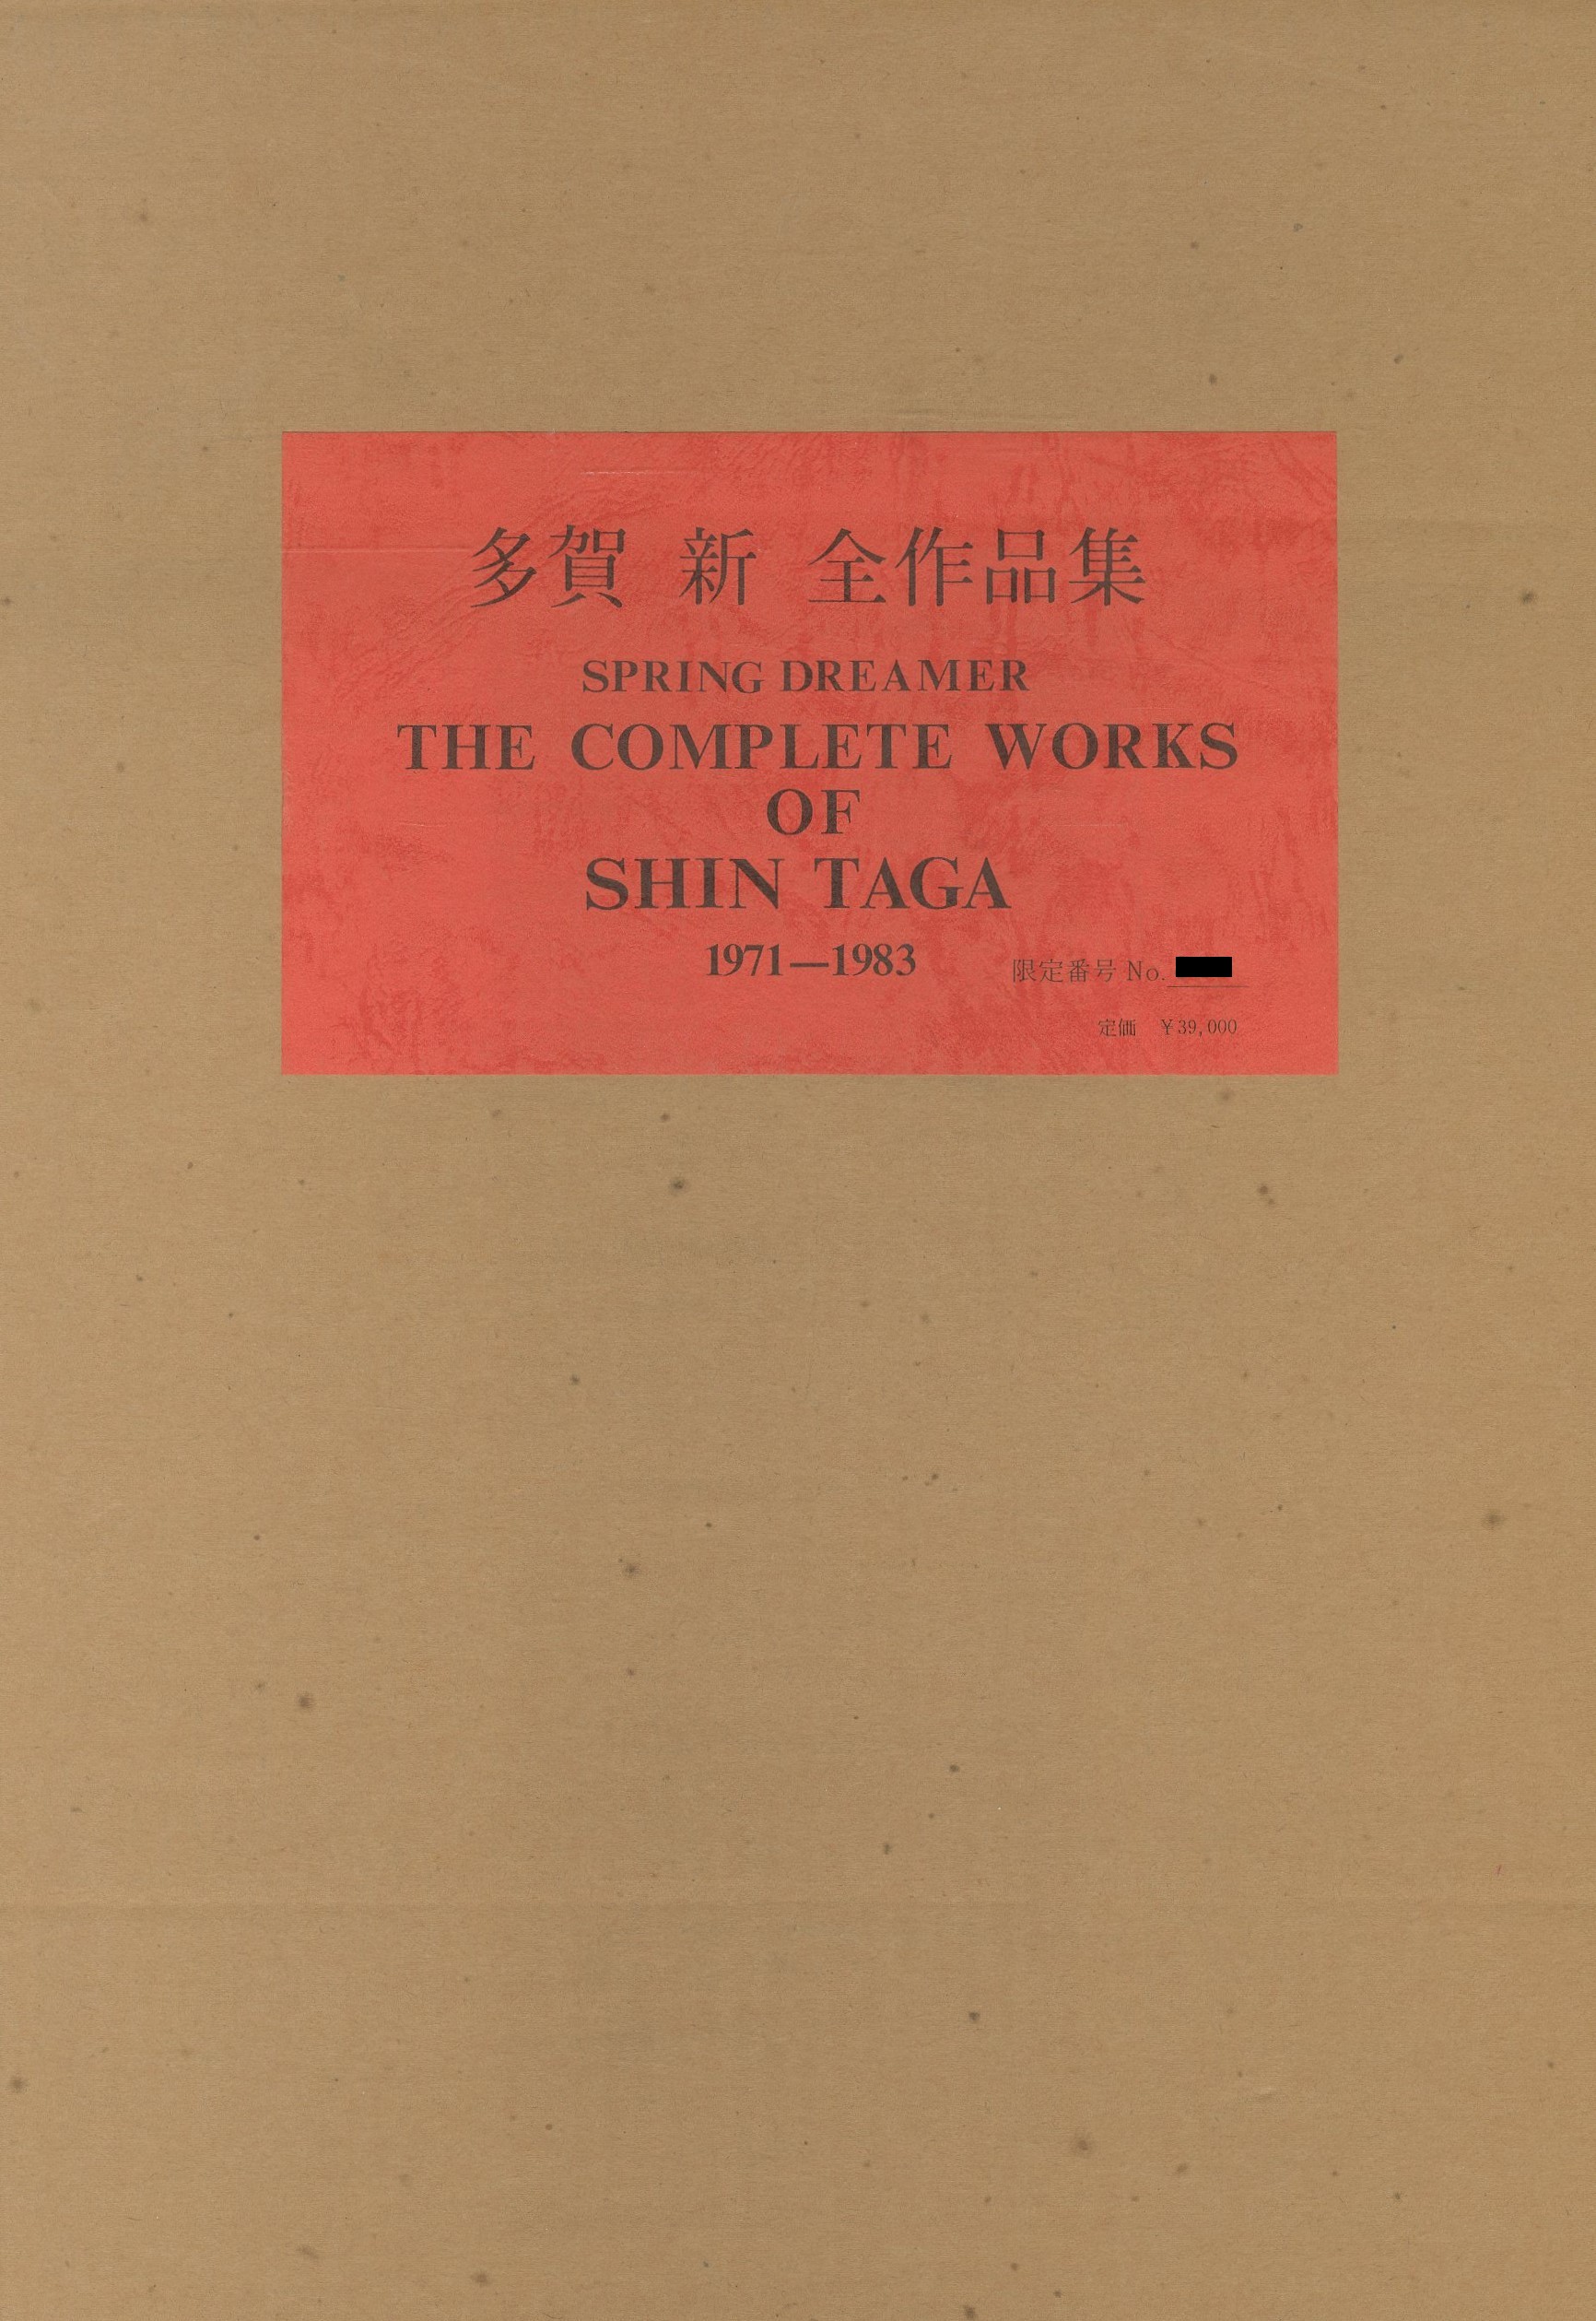 多賀 新 全作品集
SPRING DREAMER
THE COMPLETE WORKS
OF
SHIN TAGA
1971—1983
限定番号 No.
定価 ￥39,000